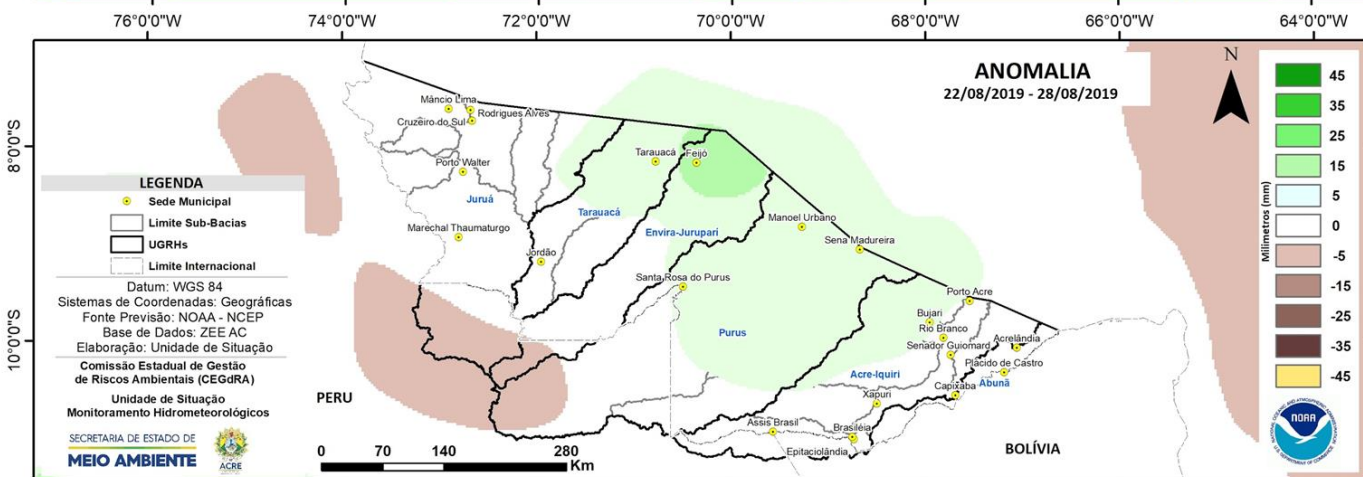 76°0'0"W
74°0'0"W
72°0'0"W
70°0'0"W
68°0'0"W
66°0'0"W
64°0'0"W
8°0'0"S
10°0'0"S
ANOMALIA
22/08/2019 - 28/08/2019
N
45
35
25
15
5
0
-5
-15
-25
-35
-45
Milímetros (mm)
Mâncio Lima
Rodrigues Alves
Cruzeiro do Sul
Porto Walter
Juruá
Marechal Thaumaturgo
Jordão
Tarauacá
Feijó
Tarauacá
Envira-Jurupari
Manoel Urbano
Sena Madureira
Santa Rosa do Purus
Purus
Porto Acre
Bujari
Rio Branco
Senador Guiomard
Acrelândia
Plácido de Castro
Acre-Iquiri
Capixaba
Abunã
Xapuri
Assis Brasil
Brasiléia
Epitaciolândia
PERU
BOLÍVIA
LEGENDA
Sede Municipal
Limite Sub-Bacias
UGRHs
Limite Internacional
Datum: WGS 84
Sistemas de Coordenadas: Geográficas
Fonte Previsão: NOAA - NCEP
Base de Dados: ZEE AC
Elaboração: Unidade de Situação
Comissão Estadual de Gestão
de Riscos Ambientais (CEGdRA)
Unidade de Situação
Monitoramento Hidrometeorológicos
SECRETARIA DE ESTADO DE
MEIO AMBIENTE
ACRE
0 70 140 280
Km
NOAA